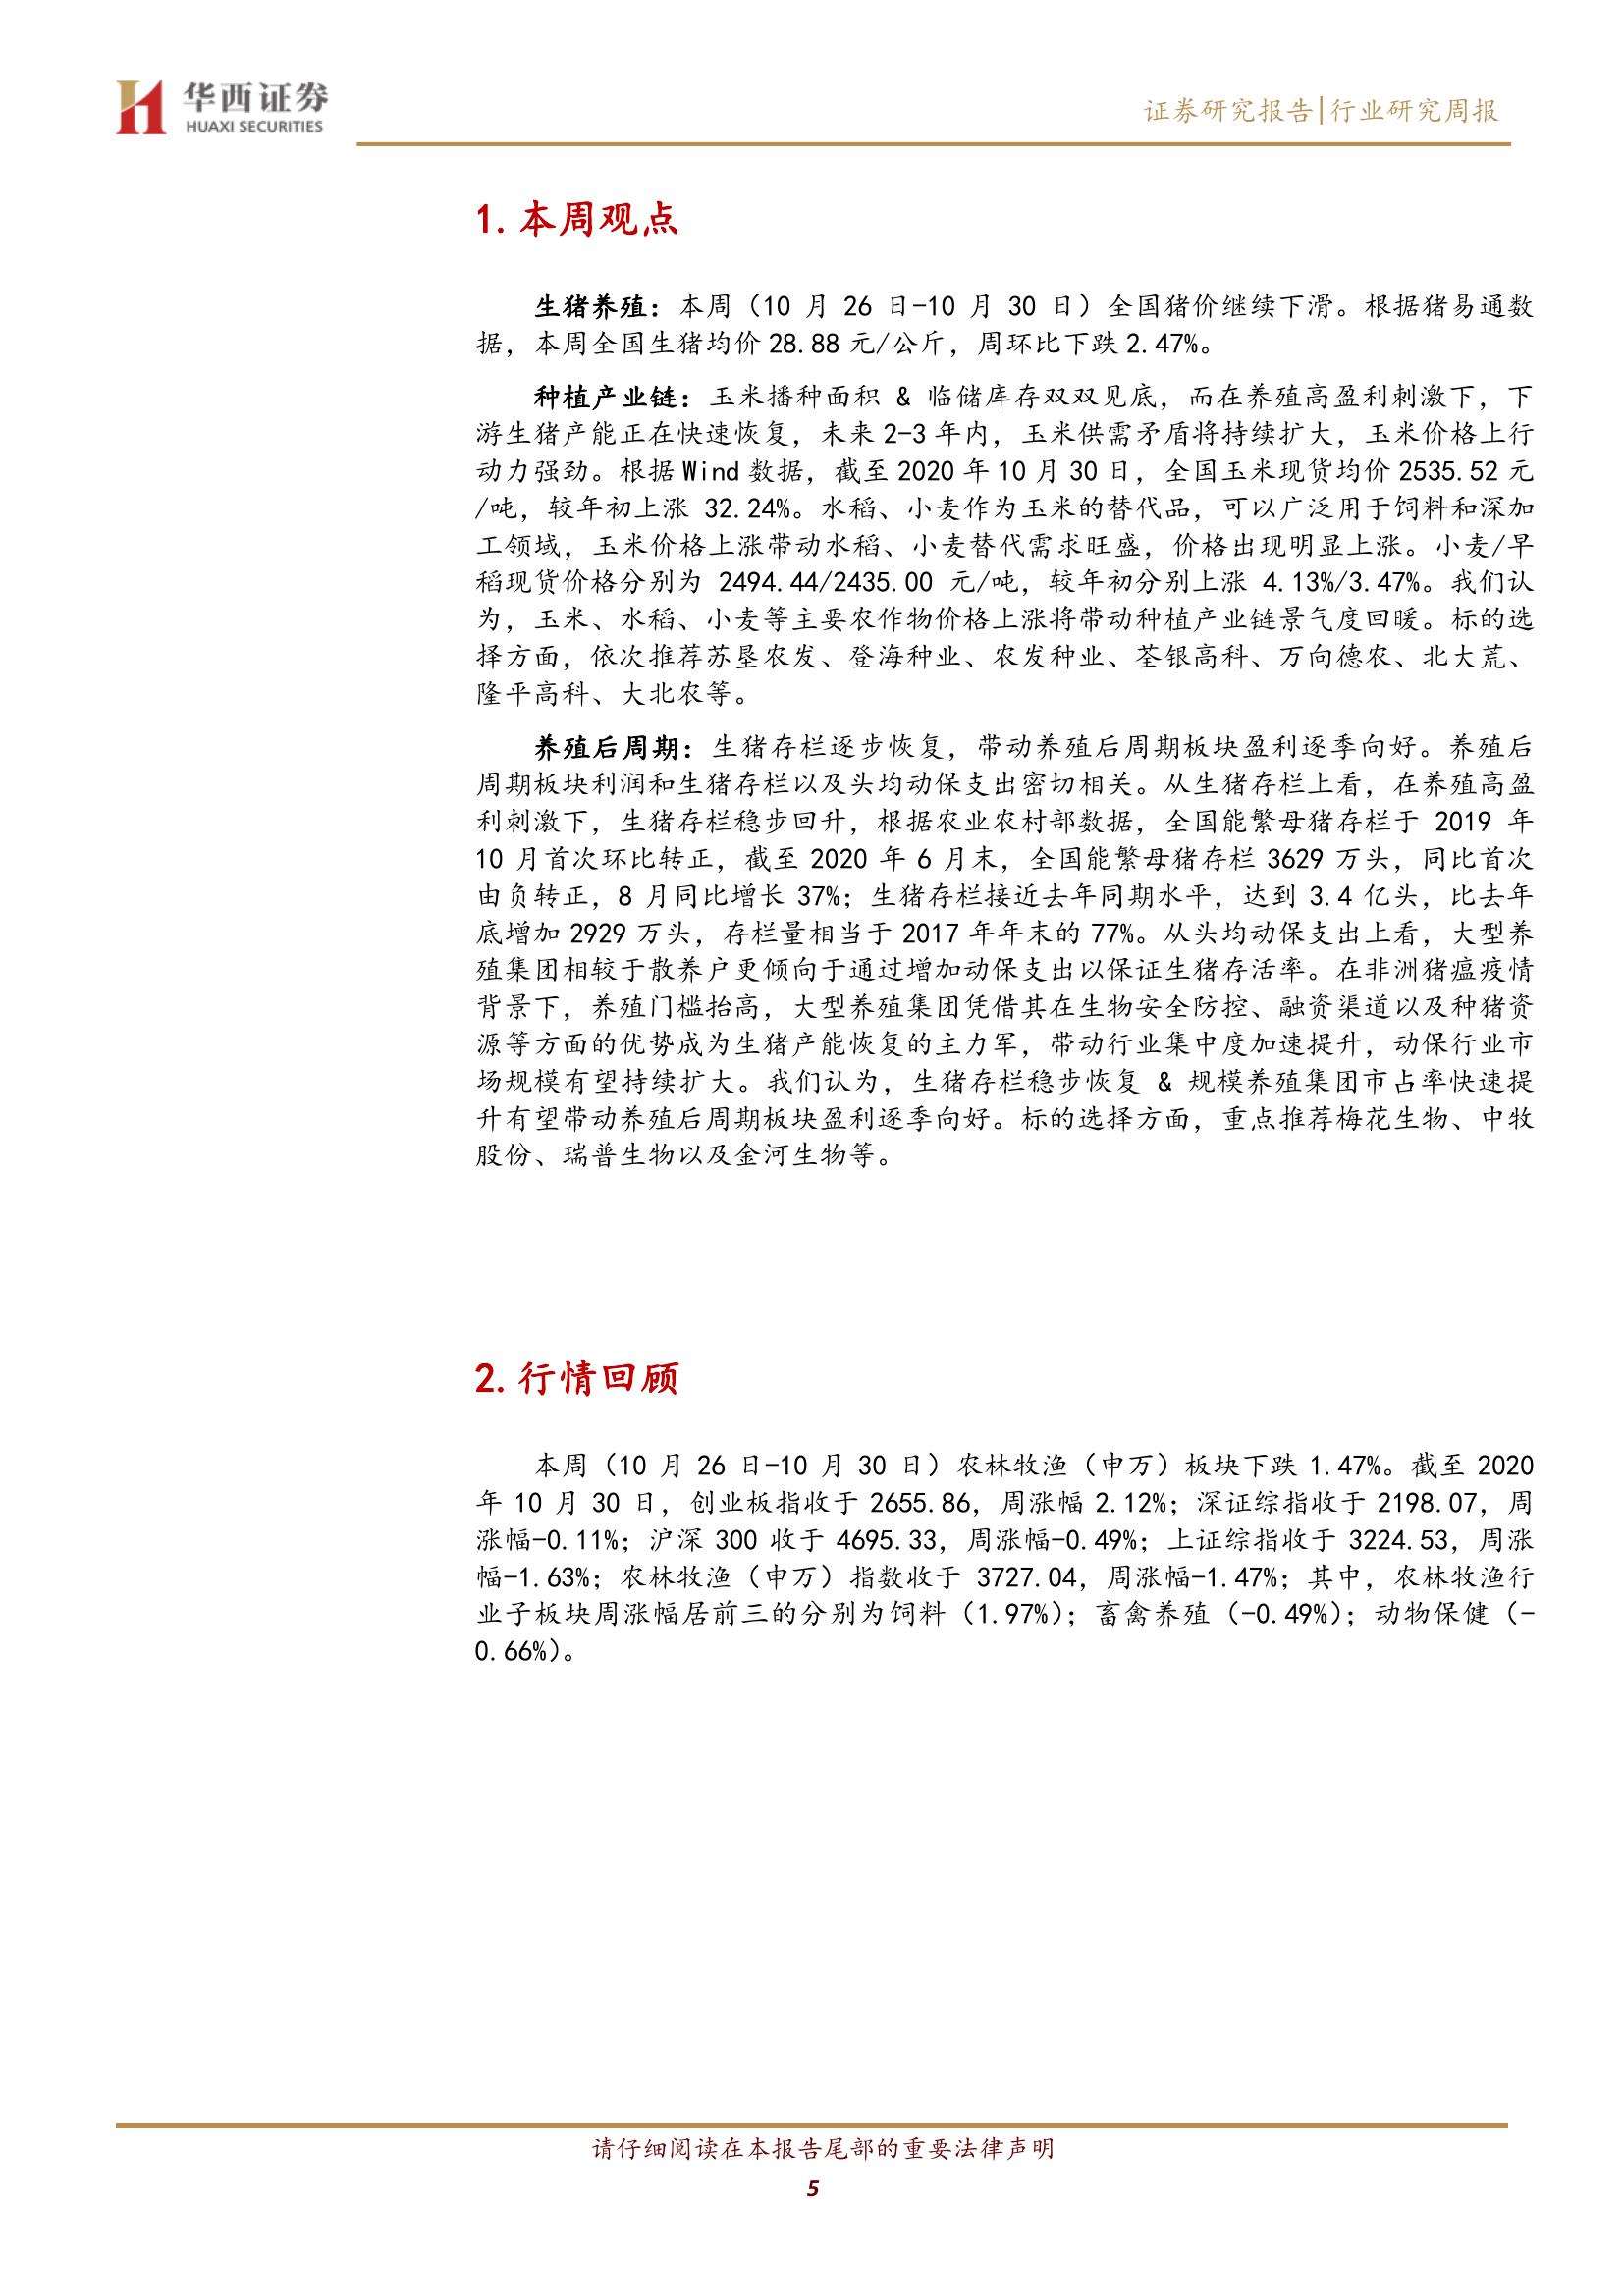 华西证券
HUAXI SECURITIES
证券研究报告|行业研究周报
1.本周观点
生猪养殖：本周（10 月 26 日-10 月 30 日）全国猪价继续下滑。根据猪易通数
据，本周全国生猪均价 28.88 元/公斤，周环比下跌 2.47%。
种植产业链：玉米播种面积 & 临储库存双双见底，而在养殖高盈利刺激下，下
游生猪产能正在快速恢复，未来 2-3 年内，玉米供需矛盾将持续扩大，玉米价格上行
动力强劲。根据 Wind 数据，截至 2020 年 10 月 30 日，全国玉米现货均价 2535.52 元
/吨，较年初上涨 32.24%。水稻、小麦作为玉米的替代品，可以广泛用于饲料和深加
工领域，玉米价格上涨带动水稻、小麦替代需求旺盛，价格出现明显上涨。小麦/早
稻现货价格分别为 2494.44/2435.00 元/吨，较年初分别上涨 4.13%/3.47%。我们认
为，玉米、水稻、小麦等主要农作物价格上涨将带动种植产业链景气度回暖。标的选
择方面，依次推荐苏垦农发、登海种业、农发种业、荃银高科、万向德农、北大荒、
隆平高科、大北农等。
养殖后周期：生猪存栏逐步恢复，带动养殖后周期板块盈利逐季向好。养殖后
周期板块利润和生猪存栏以及头均动保支出密切相关。从生猪存栏上看，在养殖高盈
利刺激下，生猪存栏稳步回升，根据农业农村部数据，全国能繁母猪存栏于 2019 年
10 月首次环比转正，截至 2020 年 6 月末，全国能繁母猪存栏 3629 万头，同比首次
由负转正，8 月同比增长 37%；生猪存栏接近去年同期水平，达到 3.4 亿头，比去年
底增加 2929 万头，存栏量相当于 2017 年年末的 77%。从头均动保支出上看，大型养
殖集团相较于散养户更倾向于通过增加动保支出以保证生猪存活率。在非洲猪瘟疫情
背景下，养殖门槛抬高，大型养殖集团凭借其在生物安全防控、融资渠道以及种猪资
源等方面的优势成为生猪产能恢复的主力军，带动行业集中度加速提升，动保行业市
场规模有望持续扩大。我们认为，生猪存栏稳步恢复 & 规模养殖集团市占率快速提
升有望带动养殖后周期板块盈利逐季向好。标的选择方面，重点推荐梅花生物、中牧
股份、瑞普生物以及金河生物等。
2.行情回顾
本周（10 月 26 日-10 月 30 日）农林牧渔（申万）板块下跌 1.47%。截至 2020
年 10 月 30 日，创业板指收于 2655.86，周涨幅 2.12%；深证综指收于 2198.07，周
涨幅-0.11%；沪深 300 收于 4695.33，周涨幅-0.49%；上证综指收于 3224.53，周涨
幅-1.63%；农林牧渔（申万）指数收于 3727.04，周涨幅-1.47%；其中，农林牧渔行
业子板块周涨幅居前三的分别为饲料（1.97%）；畜禽养殖（-0.49%）；动物保健（-
0.66%）。
请仔细阅读在本报告尾部的重要法律声明
5